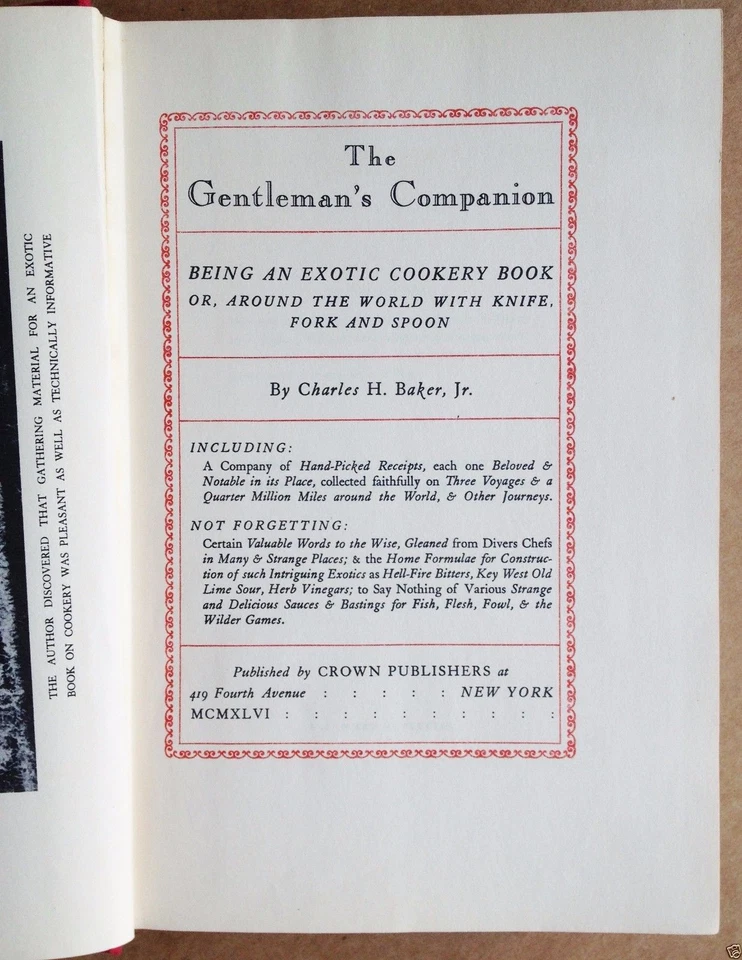 THE AUTHOR DISCOVERED THAT GATHERING MATERIAL FOR AN EXOTIC
BOOK ON COOKERY WAS PLEASANT AS WELL AS TECHNICALLY INFORMATIVE
The
Gentleman's Companion
BEING AN EXOTIC COOKERY BOOK
OR, AROUND THE WORLD WITH KNIFE,
FORK AND SPOON
By Charles H. Baker, Jr.
INCLUDING:
A Company of Hand-Picked Receipts, each one Beloved &
Notable in its Place, collected faithfully on Three Voyages & a
Quarter Million Miles around the World, & Other Journeys.
NOT FORGETTING:
Certain Valuable Words to the Wise, Gleaned from Divers Chefs
in Many & Strange Places; & the Home Formulae for Construc-
tion of such Intriguing Exotics as Hell-Fire Bitters, Key West Old
Lime Sour, Herb Vinegars; to Say Nothing of Various Strange
and Delicious Sauces & Bastings for Fish, Flesh, Fowl, & the
Wilder Games.
Published by CROWN PUBLISHERS at
419 Fourth Avenue : : : : : NEW YORK
MCMXLVI : : : : : : : : : :